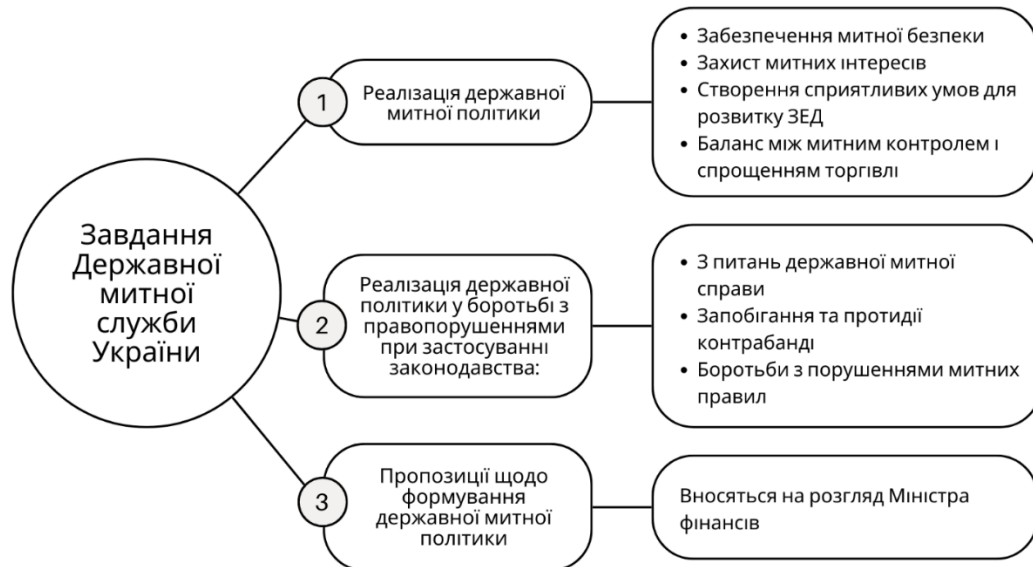 Завдання
Державної
митної
служби
України
1
Реалізація державної
митної політики
• Забезпечення митної безпеки
• Захист митних інтересів
• Створення сприятливих умов для
розвитку ЗЕД
• Баланс між митним контролем і
спрощенням торгівлі
2
Реалізація державної
політики у боротьбі з
правопорушеннями
при застосуванні
законодавства:
• З питань державної митної
справи
• Запобігання та протидії
контрабанді
• Боротьби з порушеннями митних
правил
3
Пропозиції щодо
формування
державної митної
політики
Вносяться на розгляд Міністра
фінансів